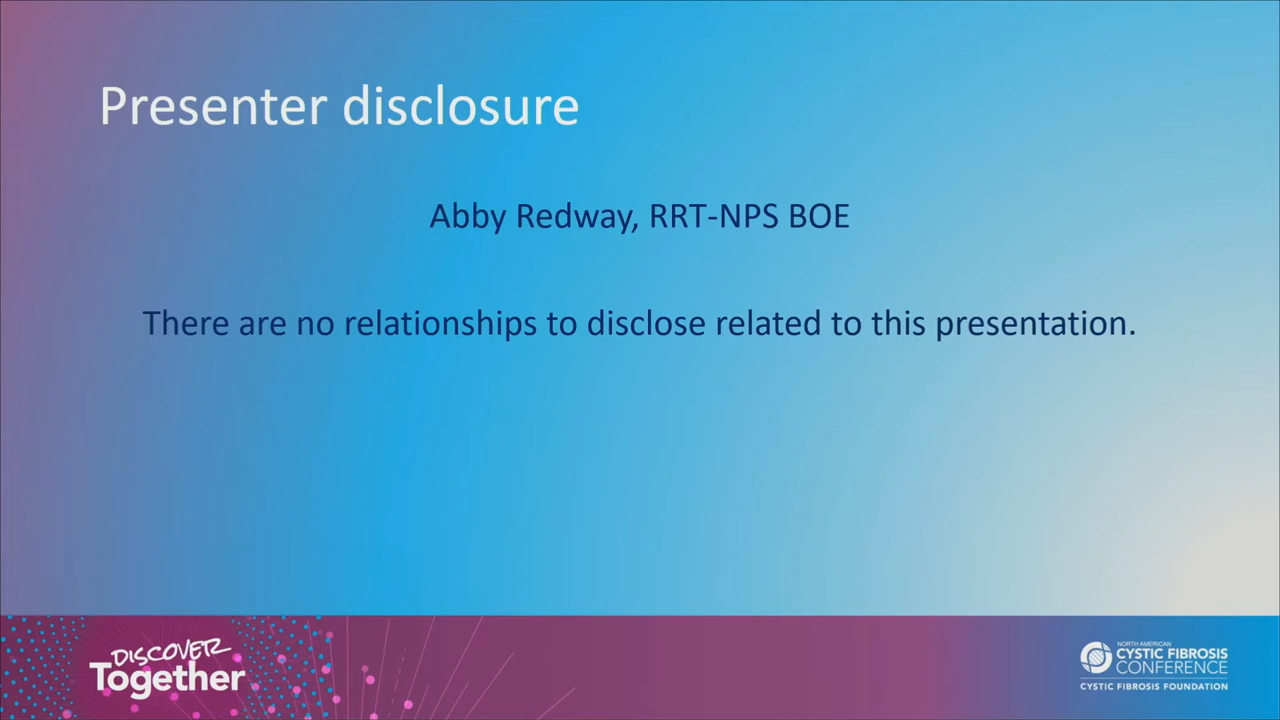 Presenter disclosure
Abby Redway, RRT-NPS BOE
There are no relationships to disclose related to this presentation.
DISCOVER
Together
NORTH AMERICAN
CYSTIC FIBROSIS
CONFERENCE
CYSTIC FIBROSIS FOUNDATION